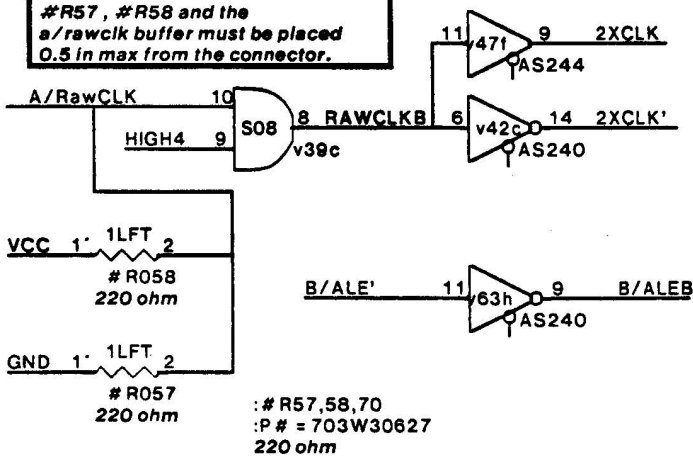 #R57, #R58 and the
a/rawclk buffer must be placed
0.5 in max from the connector.
11 v47f 9 2XCLK
AS244
A/RawCLK 10
S08 8 RAWCLKB 6 v42c 14 2XCLK'
HIGH4 9 v39c
AS240
VCC 1' 1LFT 2
#R058
220 ohm
B/ALE' 11 v63h 9 B/ALEB
AS240
GND 1' 1LFT 2
#R057
220 ohm
:#R57,58,70
:P# = 703W30627
220 ohm